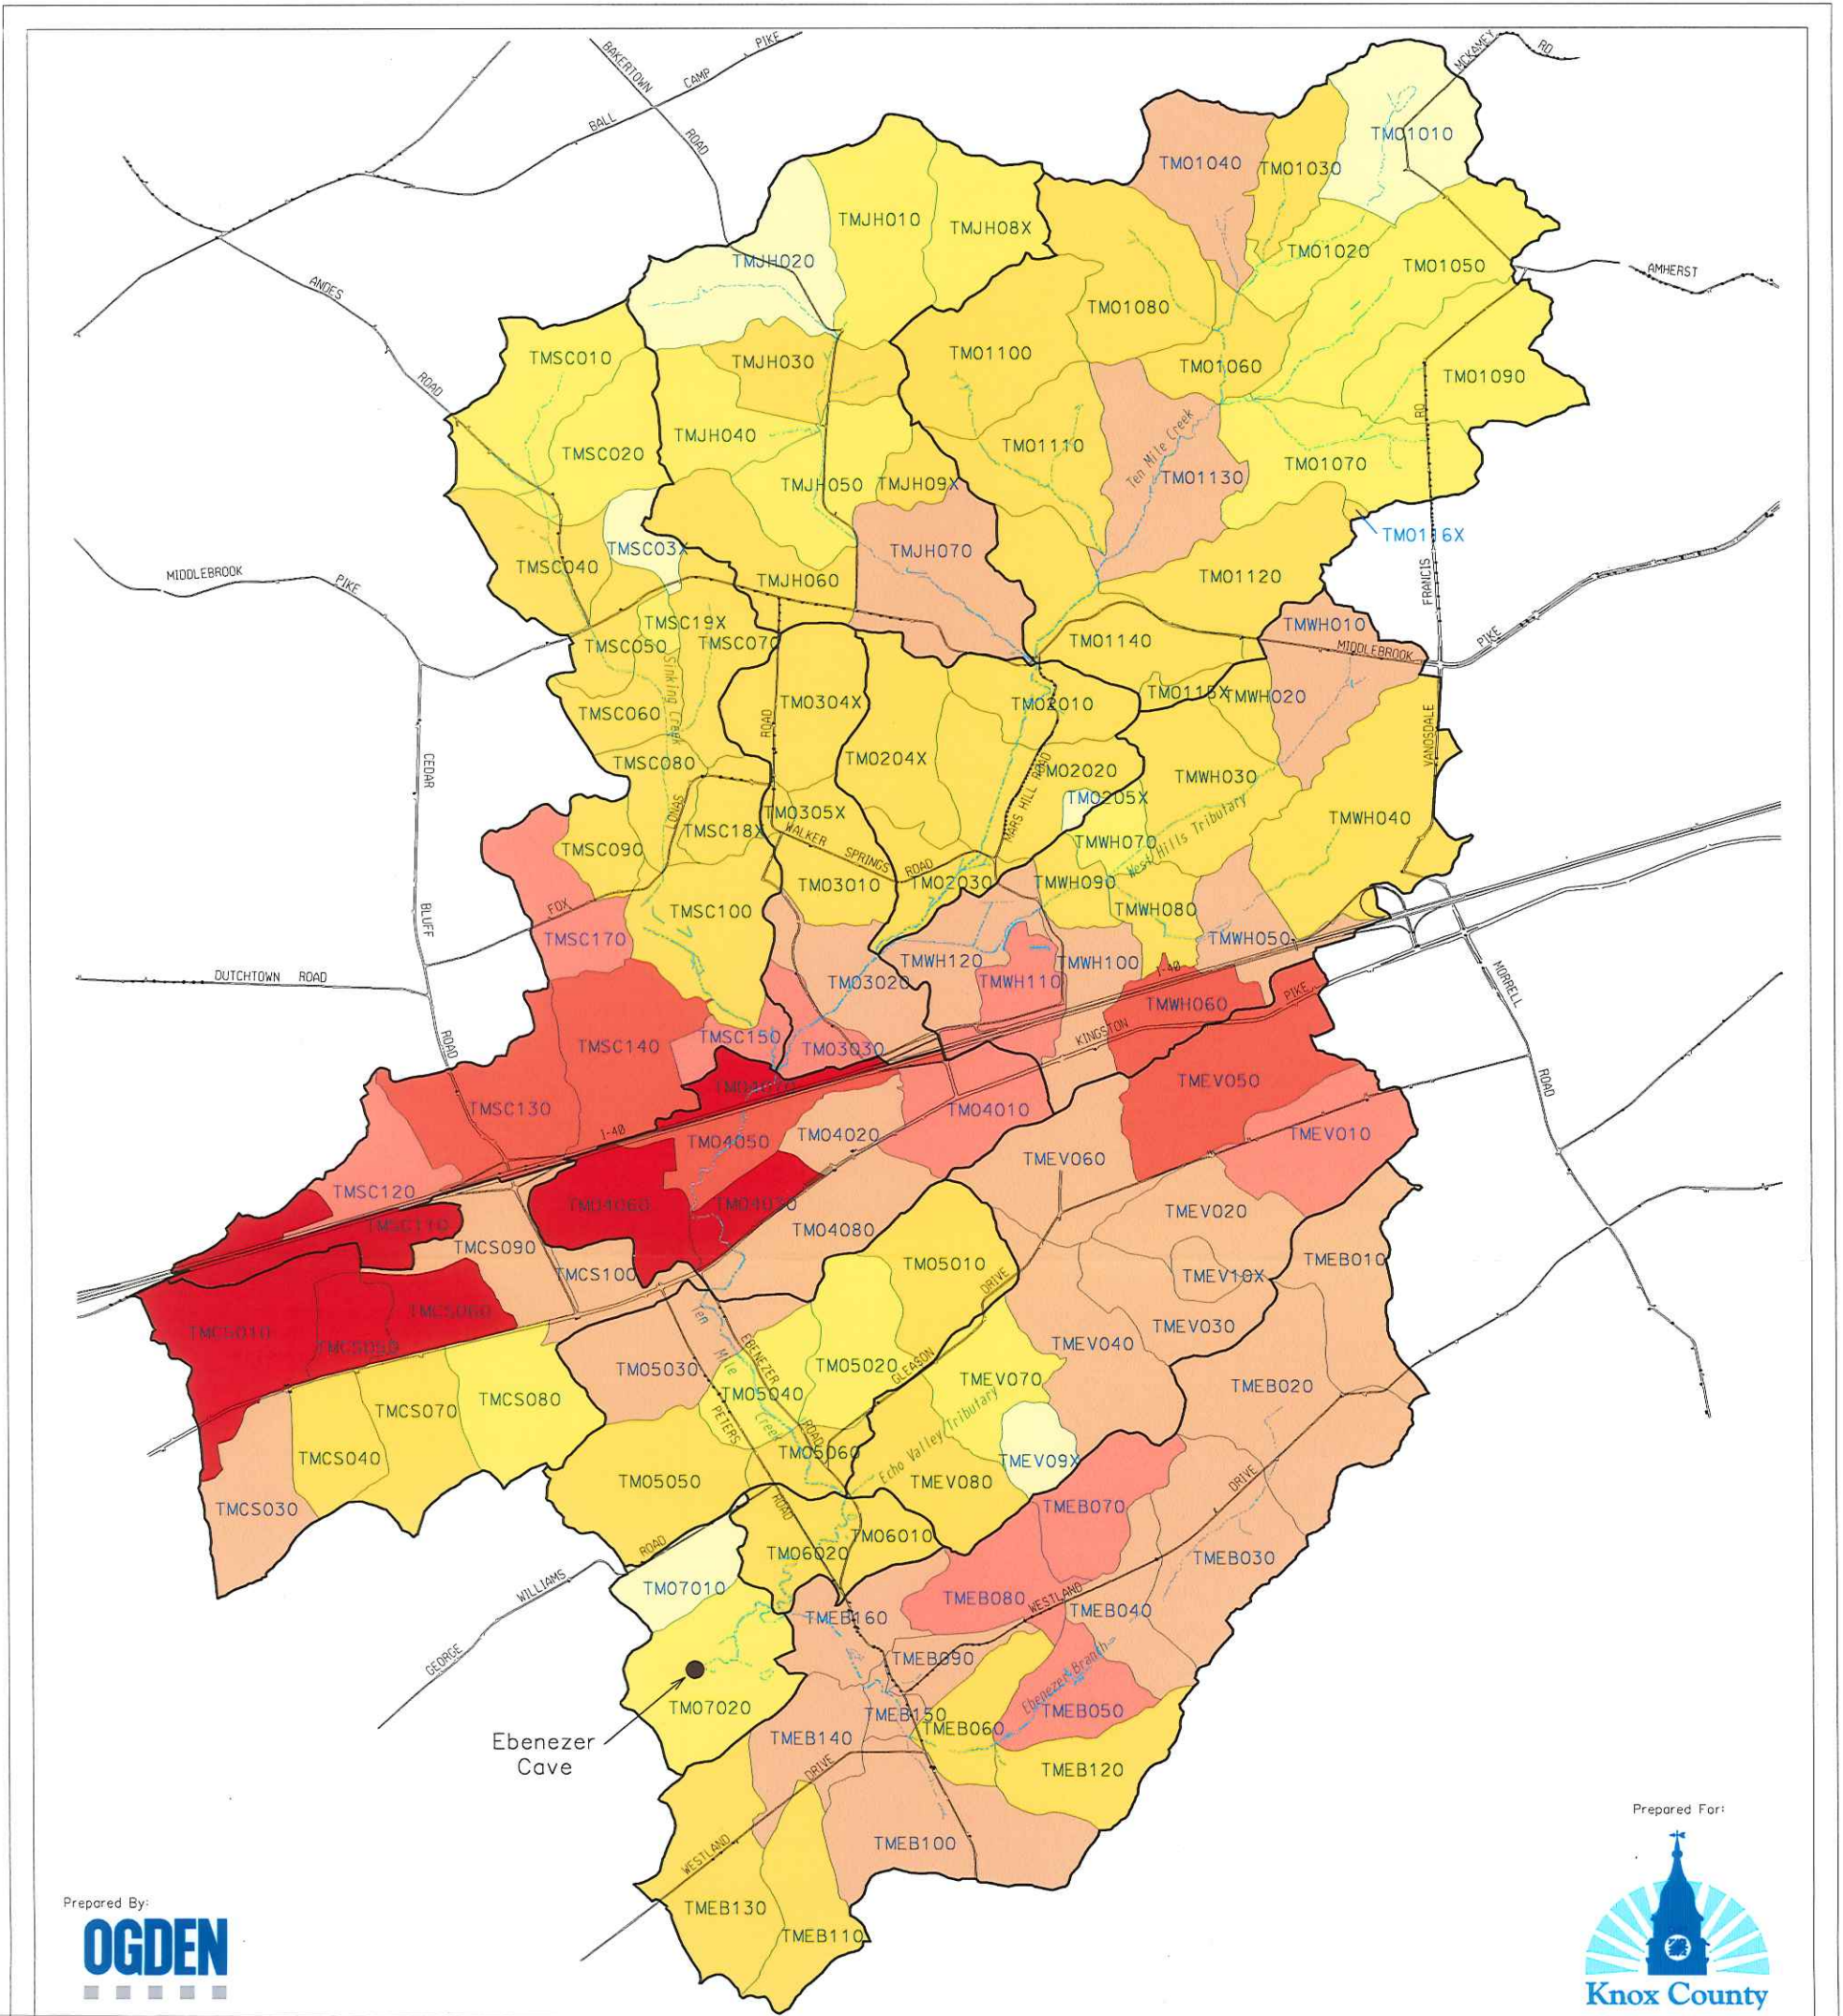 MCKAMEY RD
BAKERTOWN ROAD
BALL CAMP PIKE
TM01010
TM01040
TM01030
TMJH010
TMJH08X
TM01020
TMJH020
TM01050
AMHERST
ANDES ROAD
TM01080
TMSC010
TMJH030
TM01100
TM01060
TM01090
RD
TMJH040
TMSC020
TM01110
Ten Mile Creek
TM01070
TMJH050
TMJH09X
TM01130
TM0116X
TMSC03X
TMJH070
TMSC040
TMJH060
TM01120
MIDDLEBROOK PIKE
FRANCIS
TMSC19X
TMSC050
TMSC070
TM01140
TMWH010
MIDDLEBROOK
PIKE
Sinking Creek
TMSC060
TM0304X
TM02010
TM0115X
TMWH020
ROAD
VANOSDALE
TMSC080
TM0204X
TM02020
TMWH030
CEDAR
BLUFF
ROAD
TM0205X
MARS HILL ROAD
TM0305X
LONAS
TMSC18X
TMWH070
West Hills Tributary
TMWH040
WALKER SPRINGS ROAD
TMSC090
TM03010
TM02030
TMWH090
TMWH080
FOX
TMSC100
TMSC170
TMWH050
TMWH120
TMWH100
DUTCHTOWN ROAD
TM03020
TMWH110
I-40
TMWH060
PIKE
MORRELL
ROAD
TMSC140
TMSC150
TM03030
KINGSTON
TMEV050
TMSC130
TM04010
I-40
TM04050
TM04020
TMEV010
TMEV060
TMSC120
TM04060
TM04030
TMEV020
TMSC110
TM04080
TMCS090
TMCS100
TM05010
TMEV10X
TMEB010
DRIVE
TMCS060
TMCS010
TMCS050
Ten Mile Creek
TMEV030
TMEV040
EBENEZER
ROAD
TM05030
TM05020
GLEASON
TMEV070
TMEB020
TM05040
TMCS080
TMCS070
PETERS
ROAD
TMCS040
TM05060
Echo Valley Tributary
TMEV09X
TM05050
TMEV080
DRIVE
TMCS030
TMEB070
TM06010
TM06020
TMEB030
ROAD
WILLIAMS
GEORGE
TM07010
TMEB080
WESTLAND
TMEB160
TMEB040
TMEB090
Ebenezer Branch
TM07020
TMEB150
TMEB050
TMEB060
TMEB140
Ebenezer
Cave
DRIVE
TMEB120
Prepared For:
TMEB100
WESTLAND
TMEB130
TMEB110
Prepared By:
OGDEN
Knox County